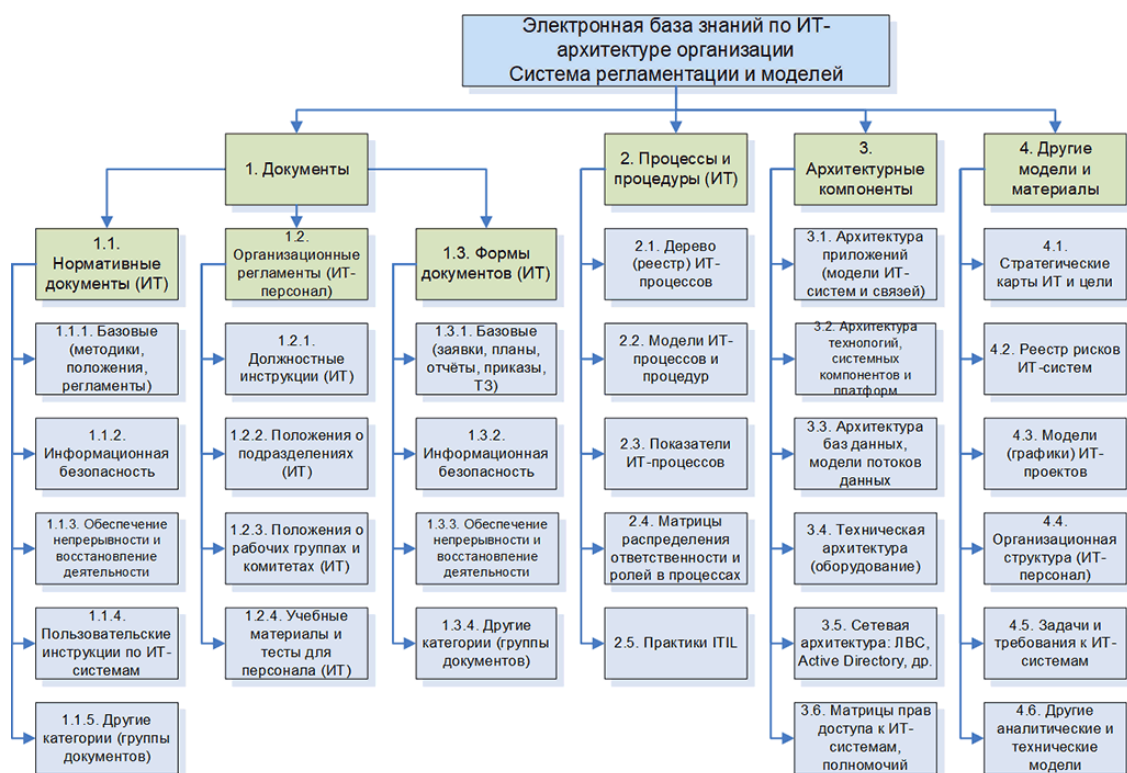 Электронная база знаний по ИТ-
архитектуре организации
Система регламентации и моделей
1. Документы
2. Процессы и
процедуры (ИТ)
3.
Архитектурные
компоненты
4. Другие
модели и
материалы
1.1.
Нормативные
документы (ИТ)
1.1.1. Базовые
(методики,
положения,
регламенты)
1.1.2.
Информационная
безопасность
1.1.3. Обеспечение
непрерывности и
восстановление
деятельности
1.1.4.
Пользовательские
инструкции по ИТ-
системам
1.1.5. Другие
категории (группы
документов)
1.2.
Организационные
регламенты (ИТ-
персонал)
1.2.1.
Должностные
инструкции (ИТ)
1.2.2. Положения о
подразделениях
(ИТ)
1.2.3. Положения о
рабочих группах и
комитетах (ИТ)
1.2.4. Учебные
материалы и
тесты для
персонала (ИТ)
1.3. Формы
документов (ИТ)
1.3.1. Базовые
(заявки, планы,
отчёты, приказы,
ТЗ)
1.3.2.
Информационная
безопасность
1.3.3. Обеспечение
непрерывности и
восстановление
деятельности
1.3.4. Другие
категории (группы
документов)
2.1. Дерево
(реестр) ИТ-
процессов
2.2. Модели ИТ-
процессов и
процедур
2.3. Показатели
ИТ-процессов
2.4. Матрицы
распределения
ответственности и
ролей в процессах
2.5. Практики ITIL
3.1. Архитектура
приложений
(модели ИТ-
систем и связей)
3.2. Архитектура
технологий,
системных
компонентов и
платформ
3.3. Архитектура
баз данных,
модели потоков
данных
3.4. Техническая
архитектура
(оборудование)
3.5. Сетевая
архитектура: ЛВС,
Active Directory, др.
3.6. Матрицы прав
доступа к ИТ-
системам,
полномочий
4.1.
Стратегические
карты ИТ и цели
4.2. Реестр рисков
ИТ-систем
4.3. Модели
(графики) ИТ-
проектов
4.4.
Организационная
структура (ИТ-
персонал)
4.5. Задачи и
требования к ИТ-
системам
4.6. Другие
аналитические и
технические
модели